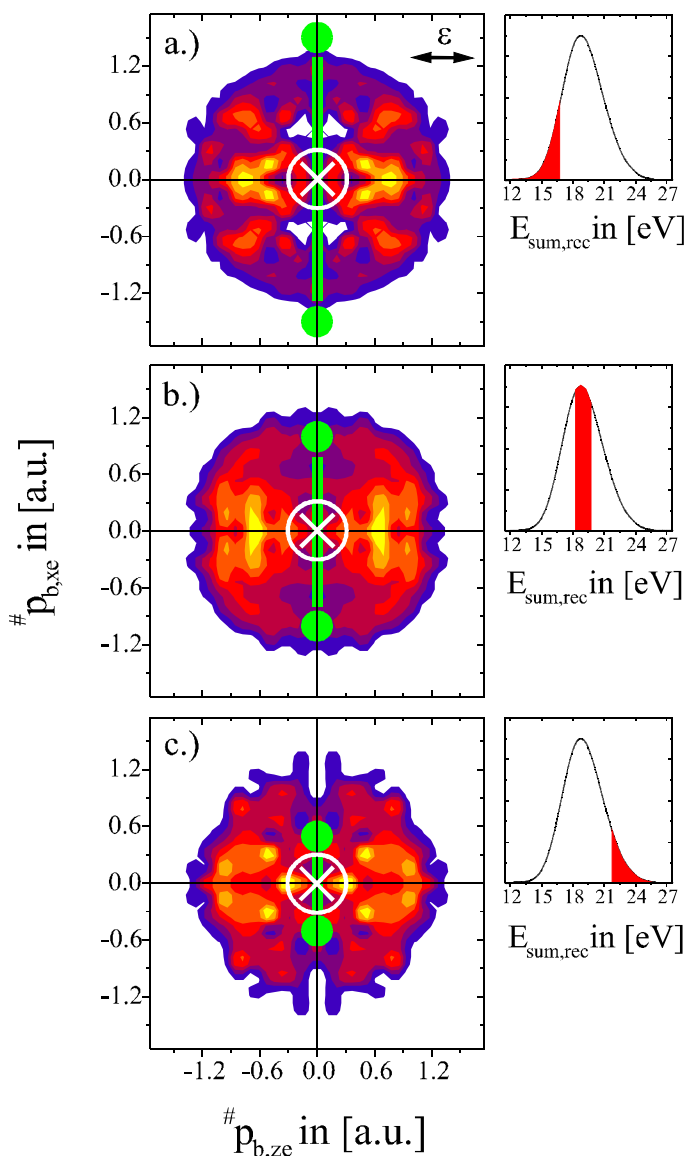 a.)
ε
1.2
0.6
0.0
-0.6
-1.2
12 15 18 21 24 27
E_sum,rec in [eV]
b.)
1.2
0.6
0.0
-0.6
-1.2
12 15 18 21 24 27
E_sum,rec in [eV]
#p_b,xe in [a.u.]
c.)
1.2
0.6
0.0
-0.6
-1.2
12 15 18 21 24 27
E_sum,rec in [eV]
-1.2 -0.6 0.0 0.6 1.2
#p_b,ze in [a.u.]